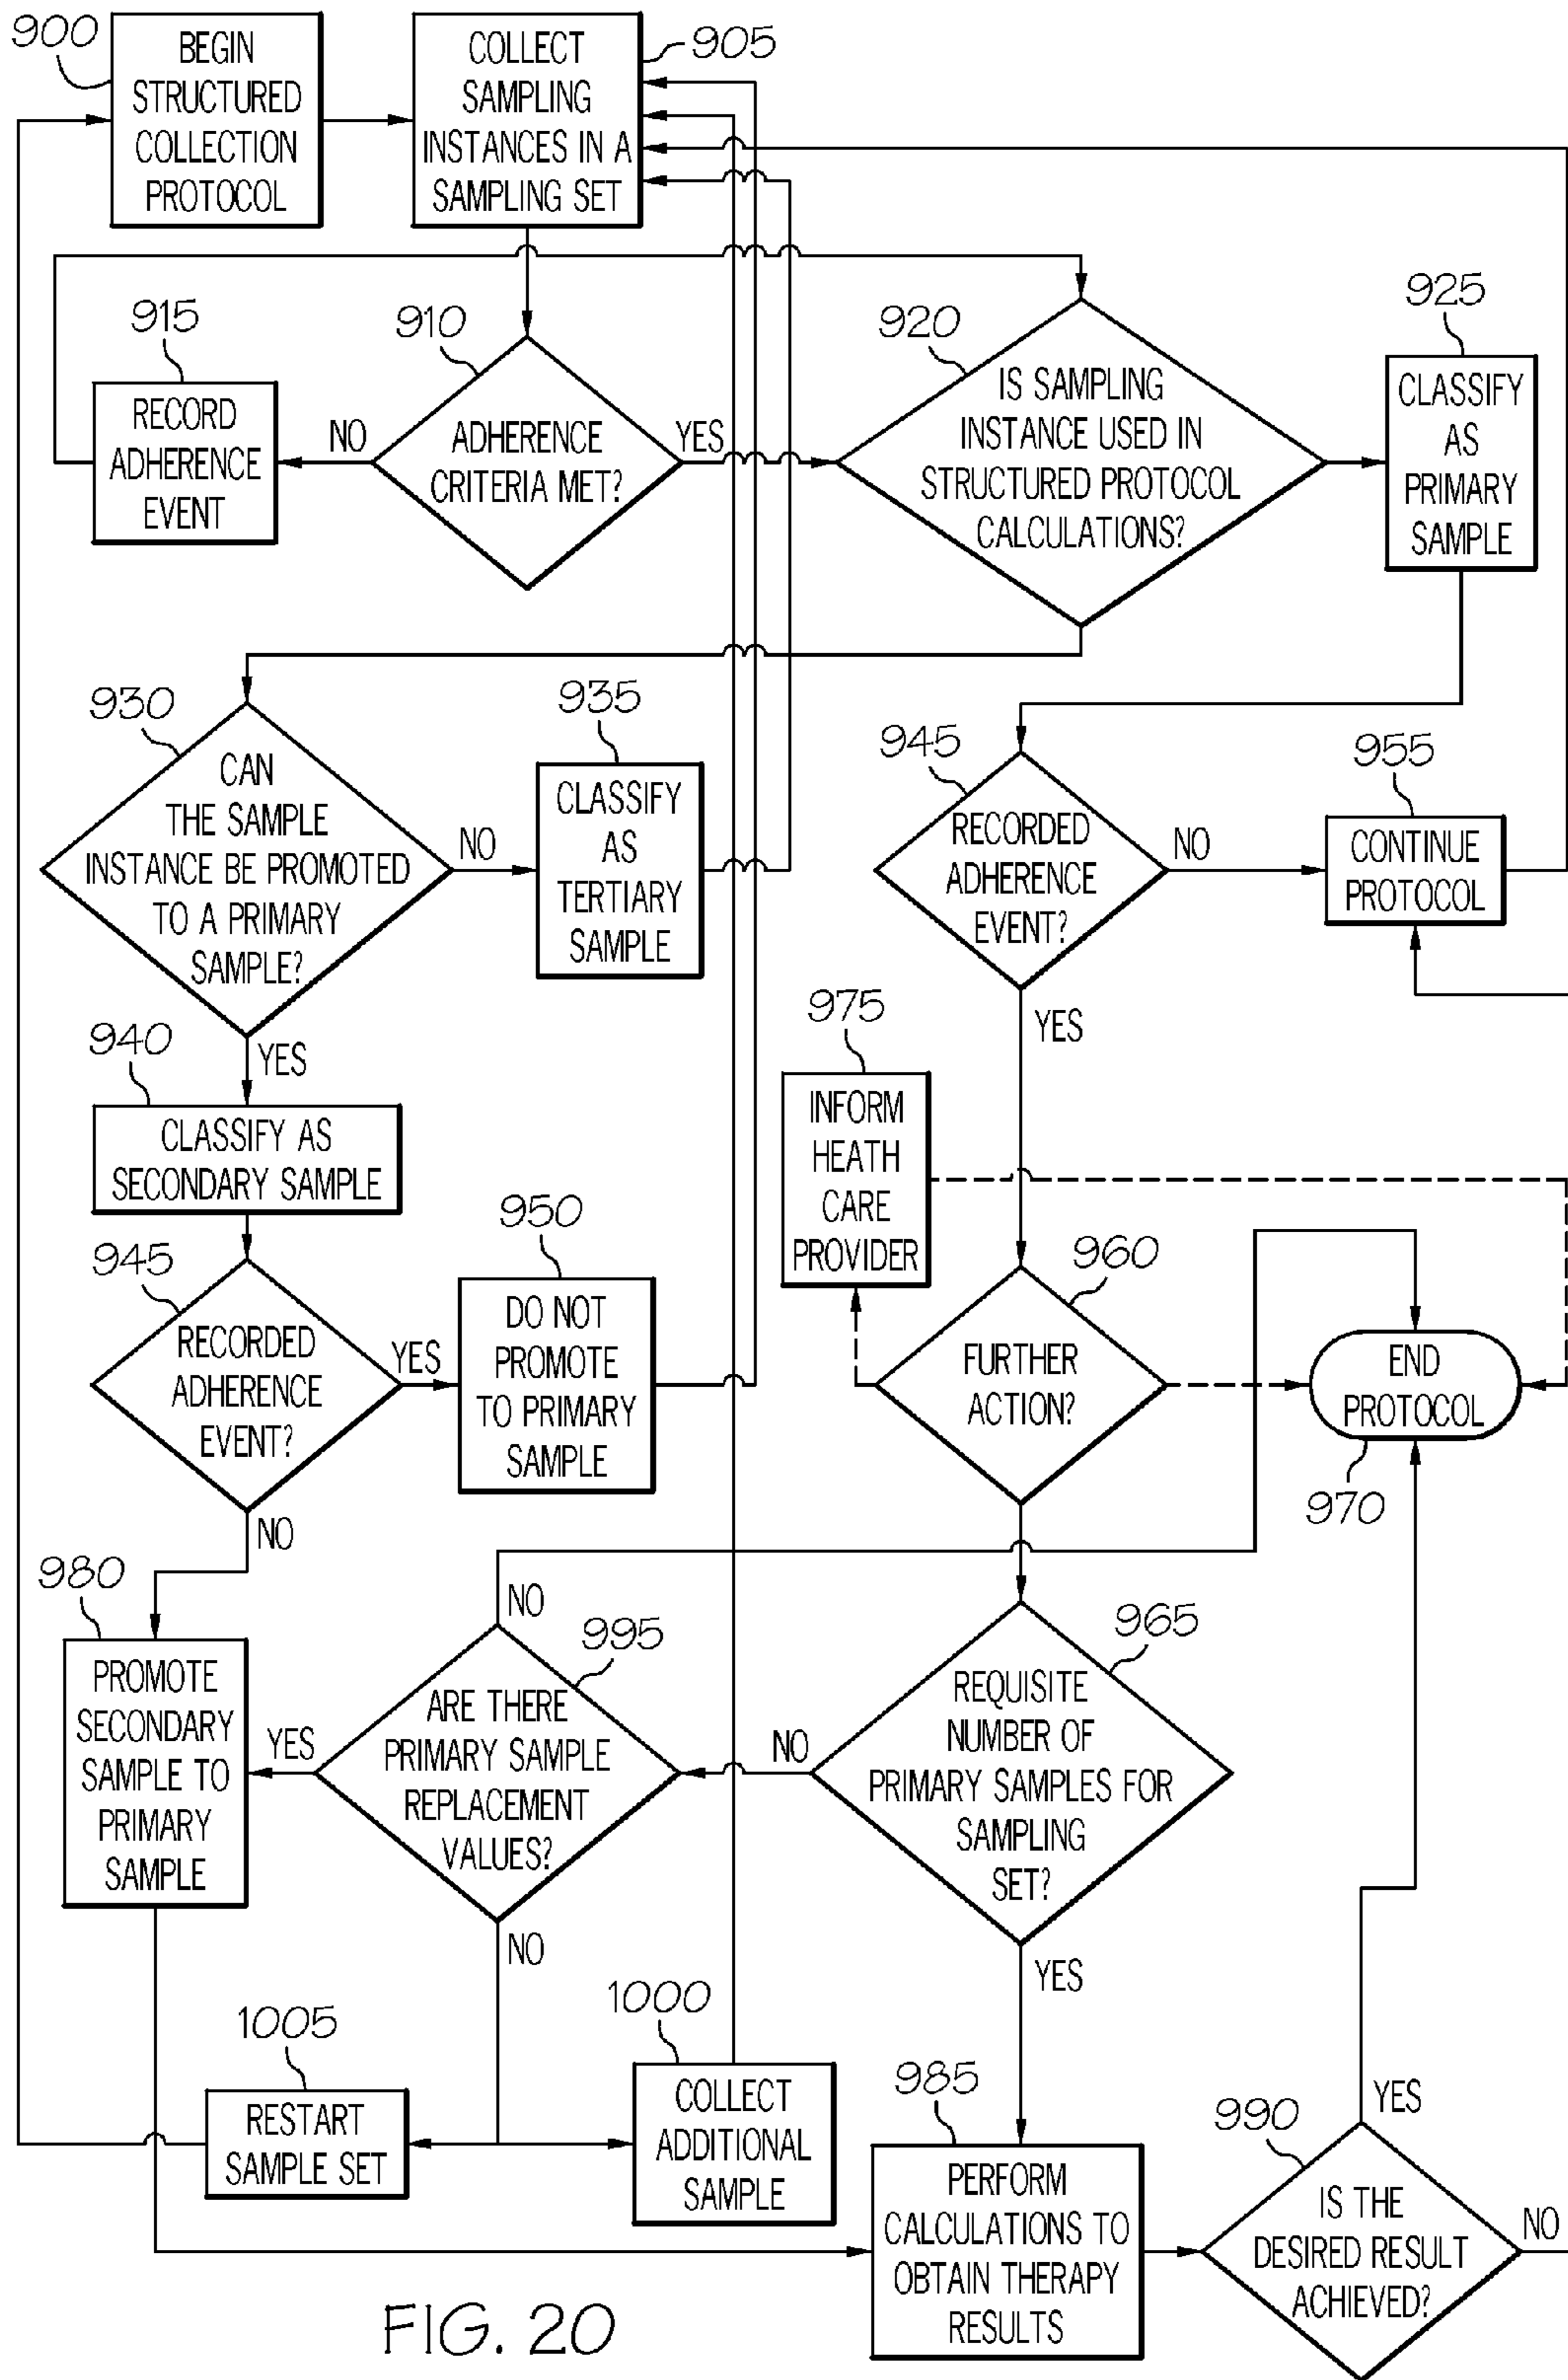 900
BEGIN
STRUCTURED
COLLECTION
PROTOCOL
COLLECT
SAMPLING
INSTANCES IN A
SAMPLING SET
905
915
RECORD
ADHERENCE
EVENT
NO
910
ADHERENCE
CRITERIA MET?
YES
920
IS SAMPLING
INSTANCE USED IN
STRUCTURED PROTOCOL
CALCULATIONS?
925
CLASSIFY
AS
PRIMARY
SAMPLE
930
CAN
THE SAMPLE
INSTANCE BE PROMOTED
TO A PRIMARY
SAMPLE?
NO
935
CLASSIFY
AS
TERTIARY
SAMPLE
945
RECORDED
ADHERENCE
EVENT?
NO
955
CONTINUE
PROTOCOL
YES
YES
940
CLASSIFY AS
SECONDARY SAMPLE
975
INFORM
HEATH
CARE
PROVIDER
945
RECORDED
ADHERENCE
EVENT?
YES
950
DO NOT
PROMOTE
TO PRIMARY
SAMPLE
960
FURTHER
ACTION?
END
PROTOCOL
970
NO
980
PROMOTE
SECONDARY
SAMPLE TO
PRIMARY
SAMPLE
YES
NO
995
ARE THERE
PRIMARY SAMPLE
REPLACEMENT
VALUES?
NO
NO
965
REQUISITE
NUMBER OF
PRIMARY SAMPLES FOR
SAMPLING
SET?
YES
1005
RESTART
SAMPLE SET
1000
COLLECT
ADDITIONAL
SAMPLE
985
PERFORM
CALCULATIONS TO
OBTAIN THERAPY
RESULTS
990
YES
IS THE
DESIRED RESULT
ACHIEVED?
NO
FIG. 20